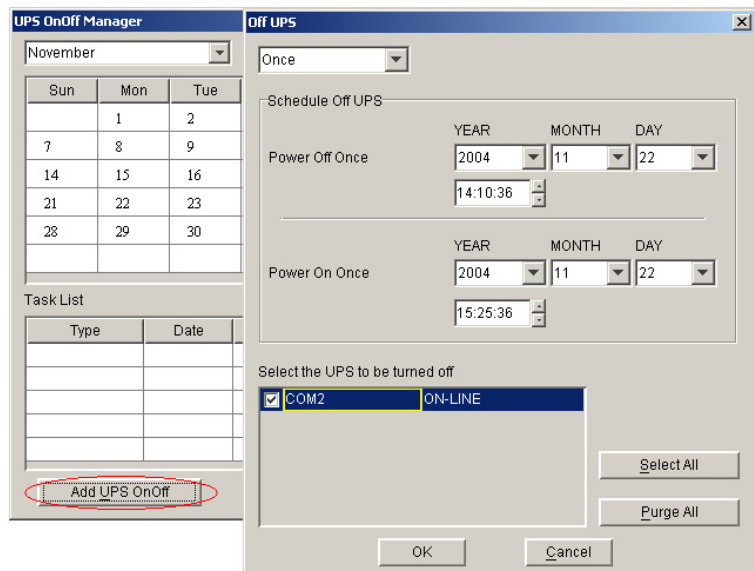 UPS OnOff Manager
November
Sun Mon Tue
1 2
7 8 9
14 15 16
21 22 23
28 29 30
Task List
Type Date
Add UPS OnOff
Off UPS
Once
Schedule Off UPS
YEAR MONTH DAY
Power Off Once 2004 11 22
14:10:36
YEAR MONTH DAY
Power On Once 2004 11 22
15:25:36
Select the UPS to be turned off
COM2 ON-LINE
Select All
Purge All
OK Cancel